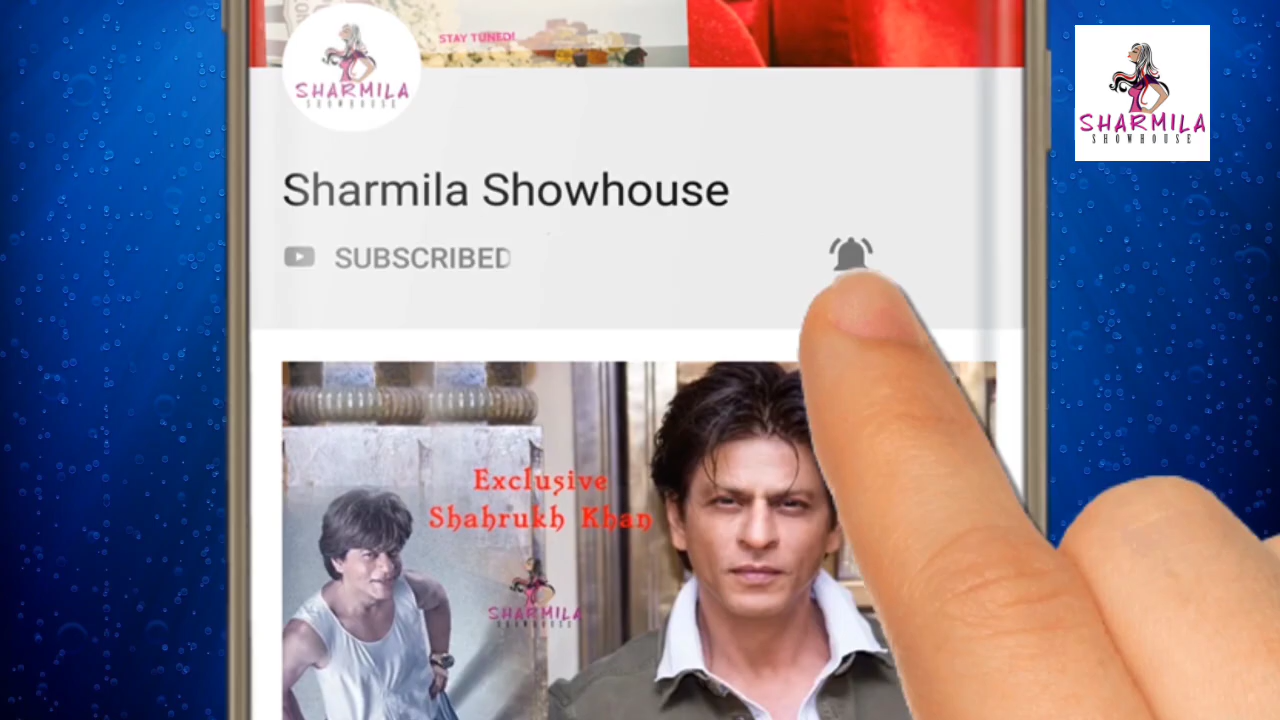 STAY TUNED!
SHARMILA
SHOWHOUSE
SHARMILA
SHOWHOUSE
Sharmila Showhouse
SUBSCRIBED
Exclusive
Shahrukh Khan
SHARMILA
SHOWHOUSE